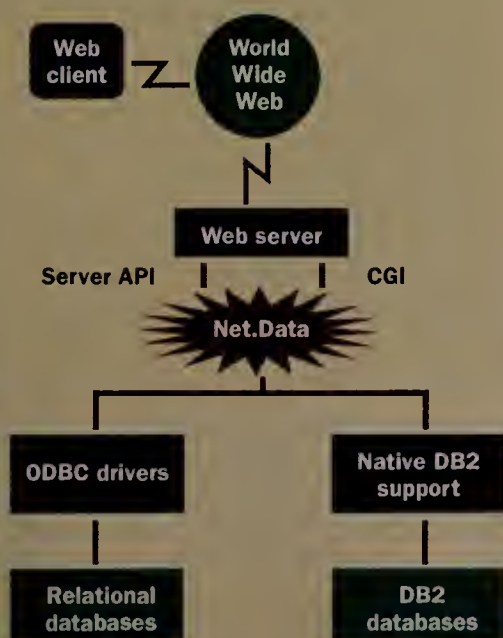 Web
client
World
Wide
Web
Web server
Server API
CGI
Net.Data
ODBC drivers
Native DB2
support
Relational
databases
DB2
databases